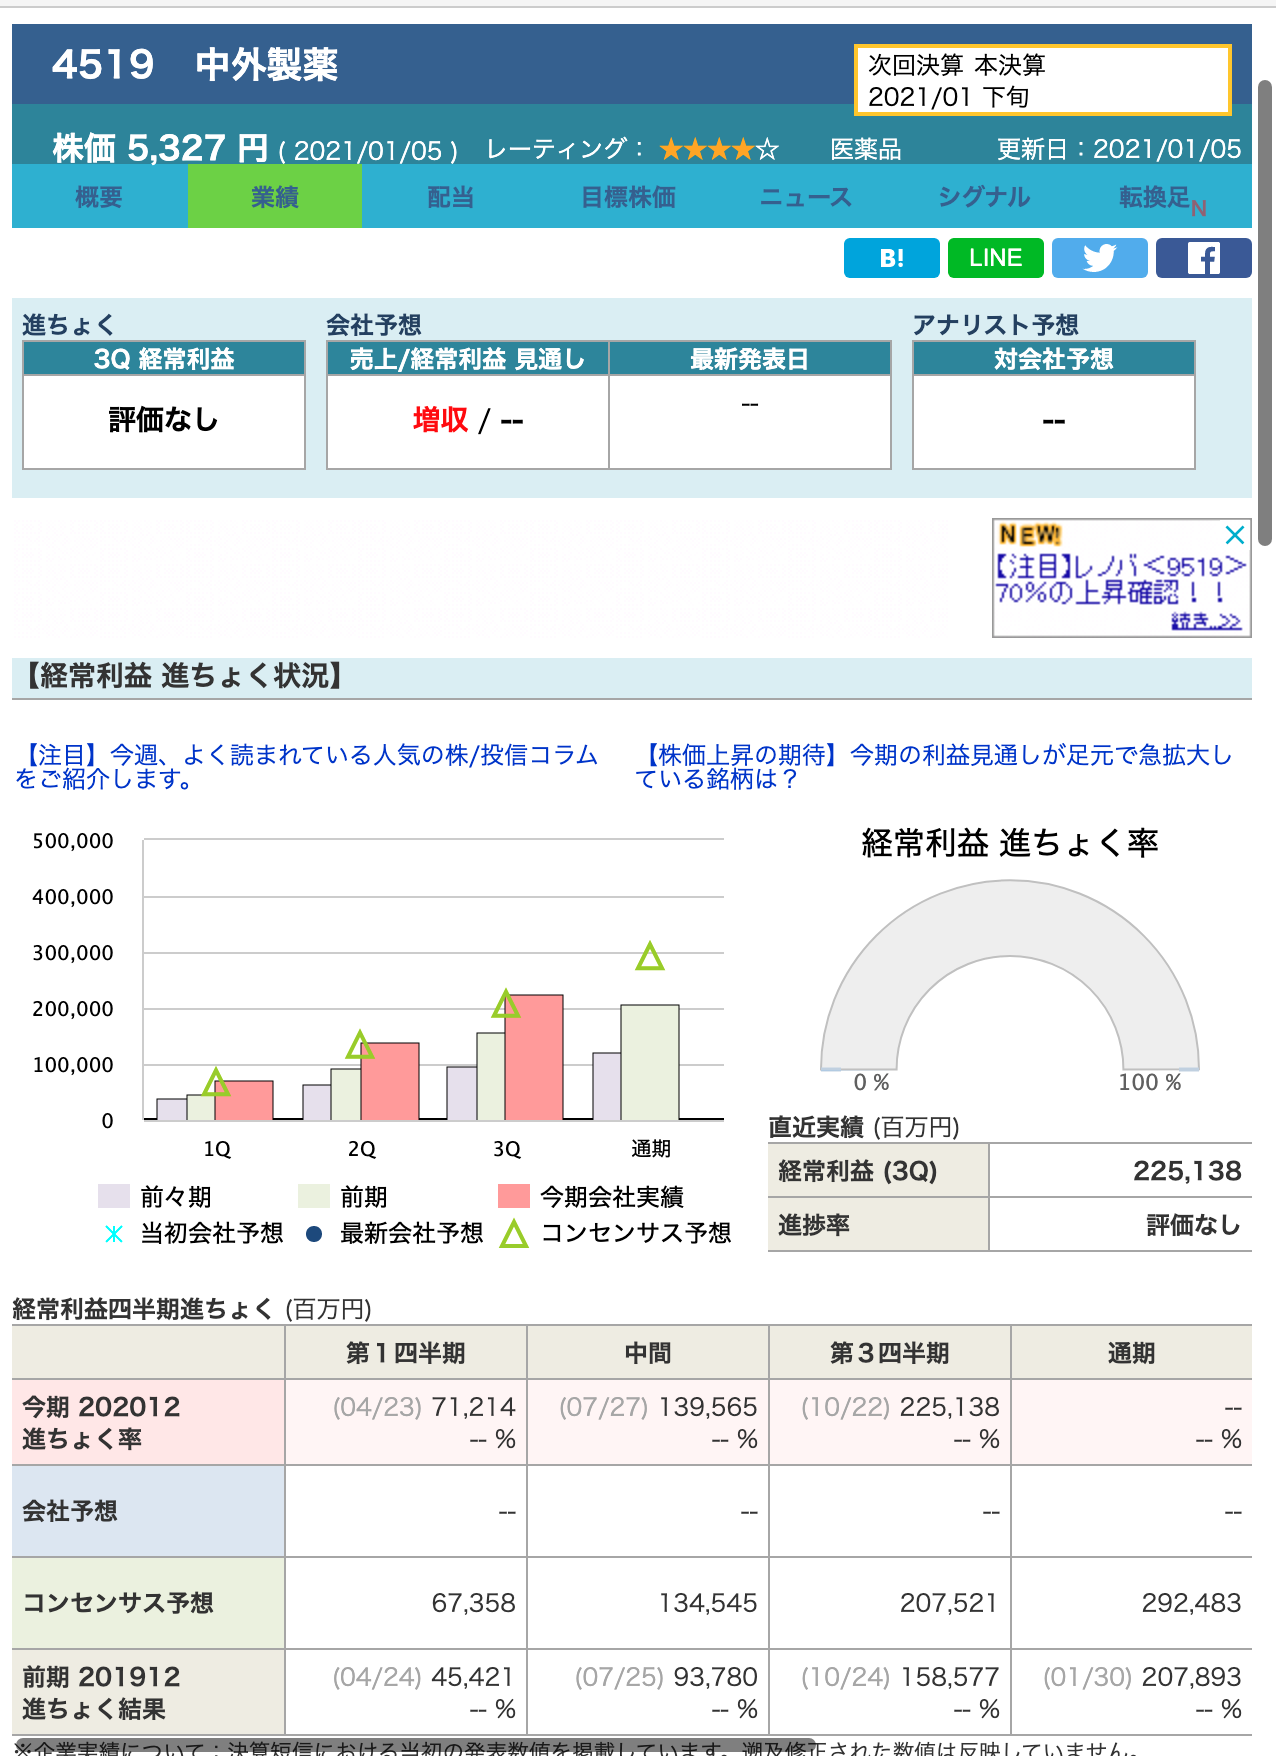 4519 中外製薬
次回決算 本決算
2021/01 下旬
株価 5,327 円 ( 2021/01/05 ) レーティング： ★★★★☆ 医薬品 更新日：2021/01/05
概要 業績 配当 目標株価 ニュース シグナル 転換足N
B! LINE
進ちょく 会社予想 アナリスト予想
3Q 経常利益 売上/経常利益 見通し 最新発表日 対会社予想
評価なし 増収 / -- -- --
NEW!
【注目】レノバ<9519>
70%の上昇確認！！
続き..>>
【経常利益 進ちょく状況】
【注目】今週、よく読まれている人気の株/投信コラム
をご紹介します。
【株価上昇の期待】今期の利益見通しが足元で急拡大し
ている銘柄は？
500,000
400,000
300,000
200,000
100,000
0
1Q 2Q 3Q 通期
前々期 前期 今期会社実績
当初会社予想 最新会社予想 コンセンサス予想
経常利益 進ちょく率
0 % 100 %
直近実績 (百万円)
経常利益 (3Q) 225,138
進捗率 評価なし
経常利益四半期進ちょく (百万円)
第１四半期 中間 第３四半期 通期
今期 202012 (04/23) 71,214 (07/27) 139,565 (10/22) 225,138 --
進ちょく率 -- % -- % -- % -- %
会社予想 -- -- -- --
コンセンサス予想 67,358 134,545 207,521 292,483
前期 201912 (04/24) 45,421 (07/25) 93,780 (10/24) 158,577 (01/30) 207,893
進ちょく結果 -- % -- % -- % -- %
※企業実績について：決算短信における当初の発表数値を掲載しています。遡及修正された数値は反映していません。